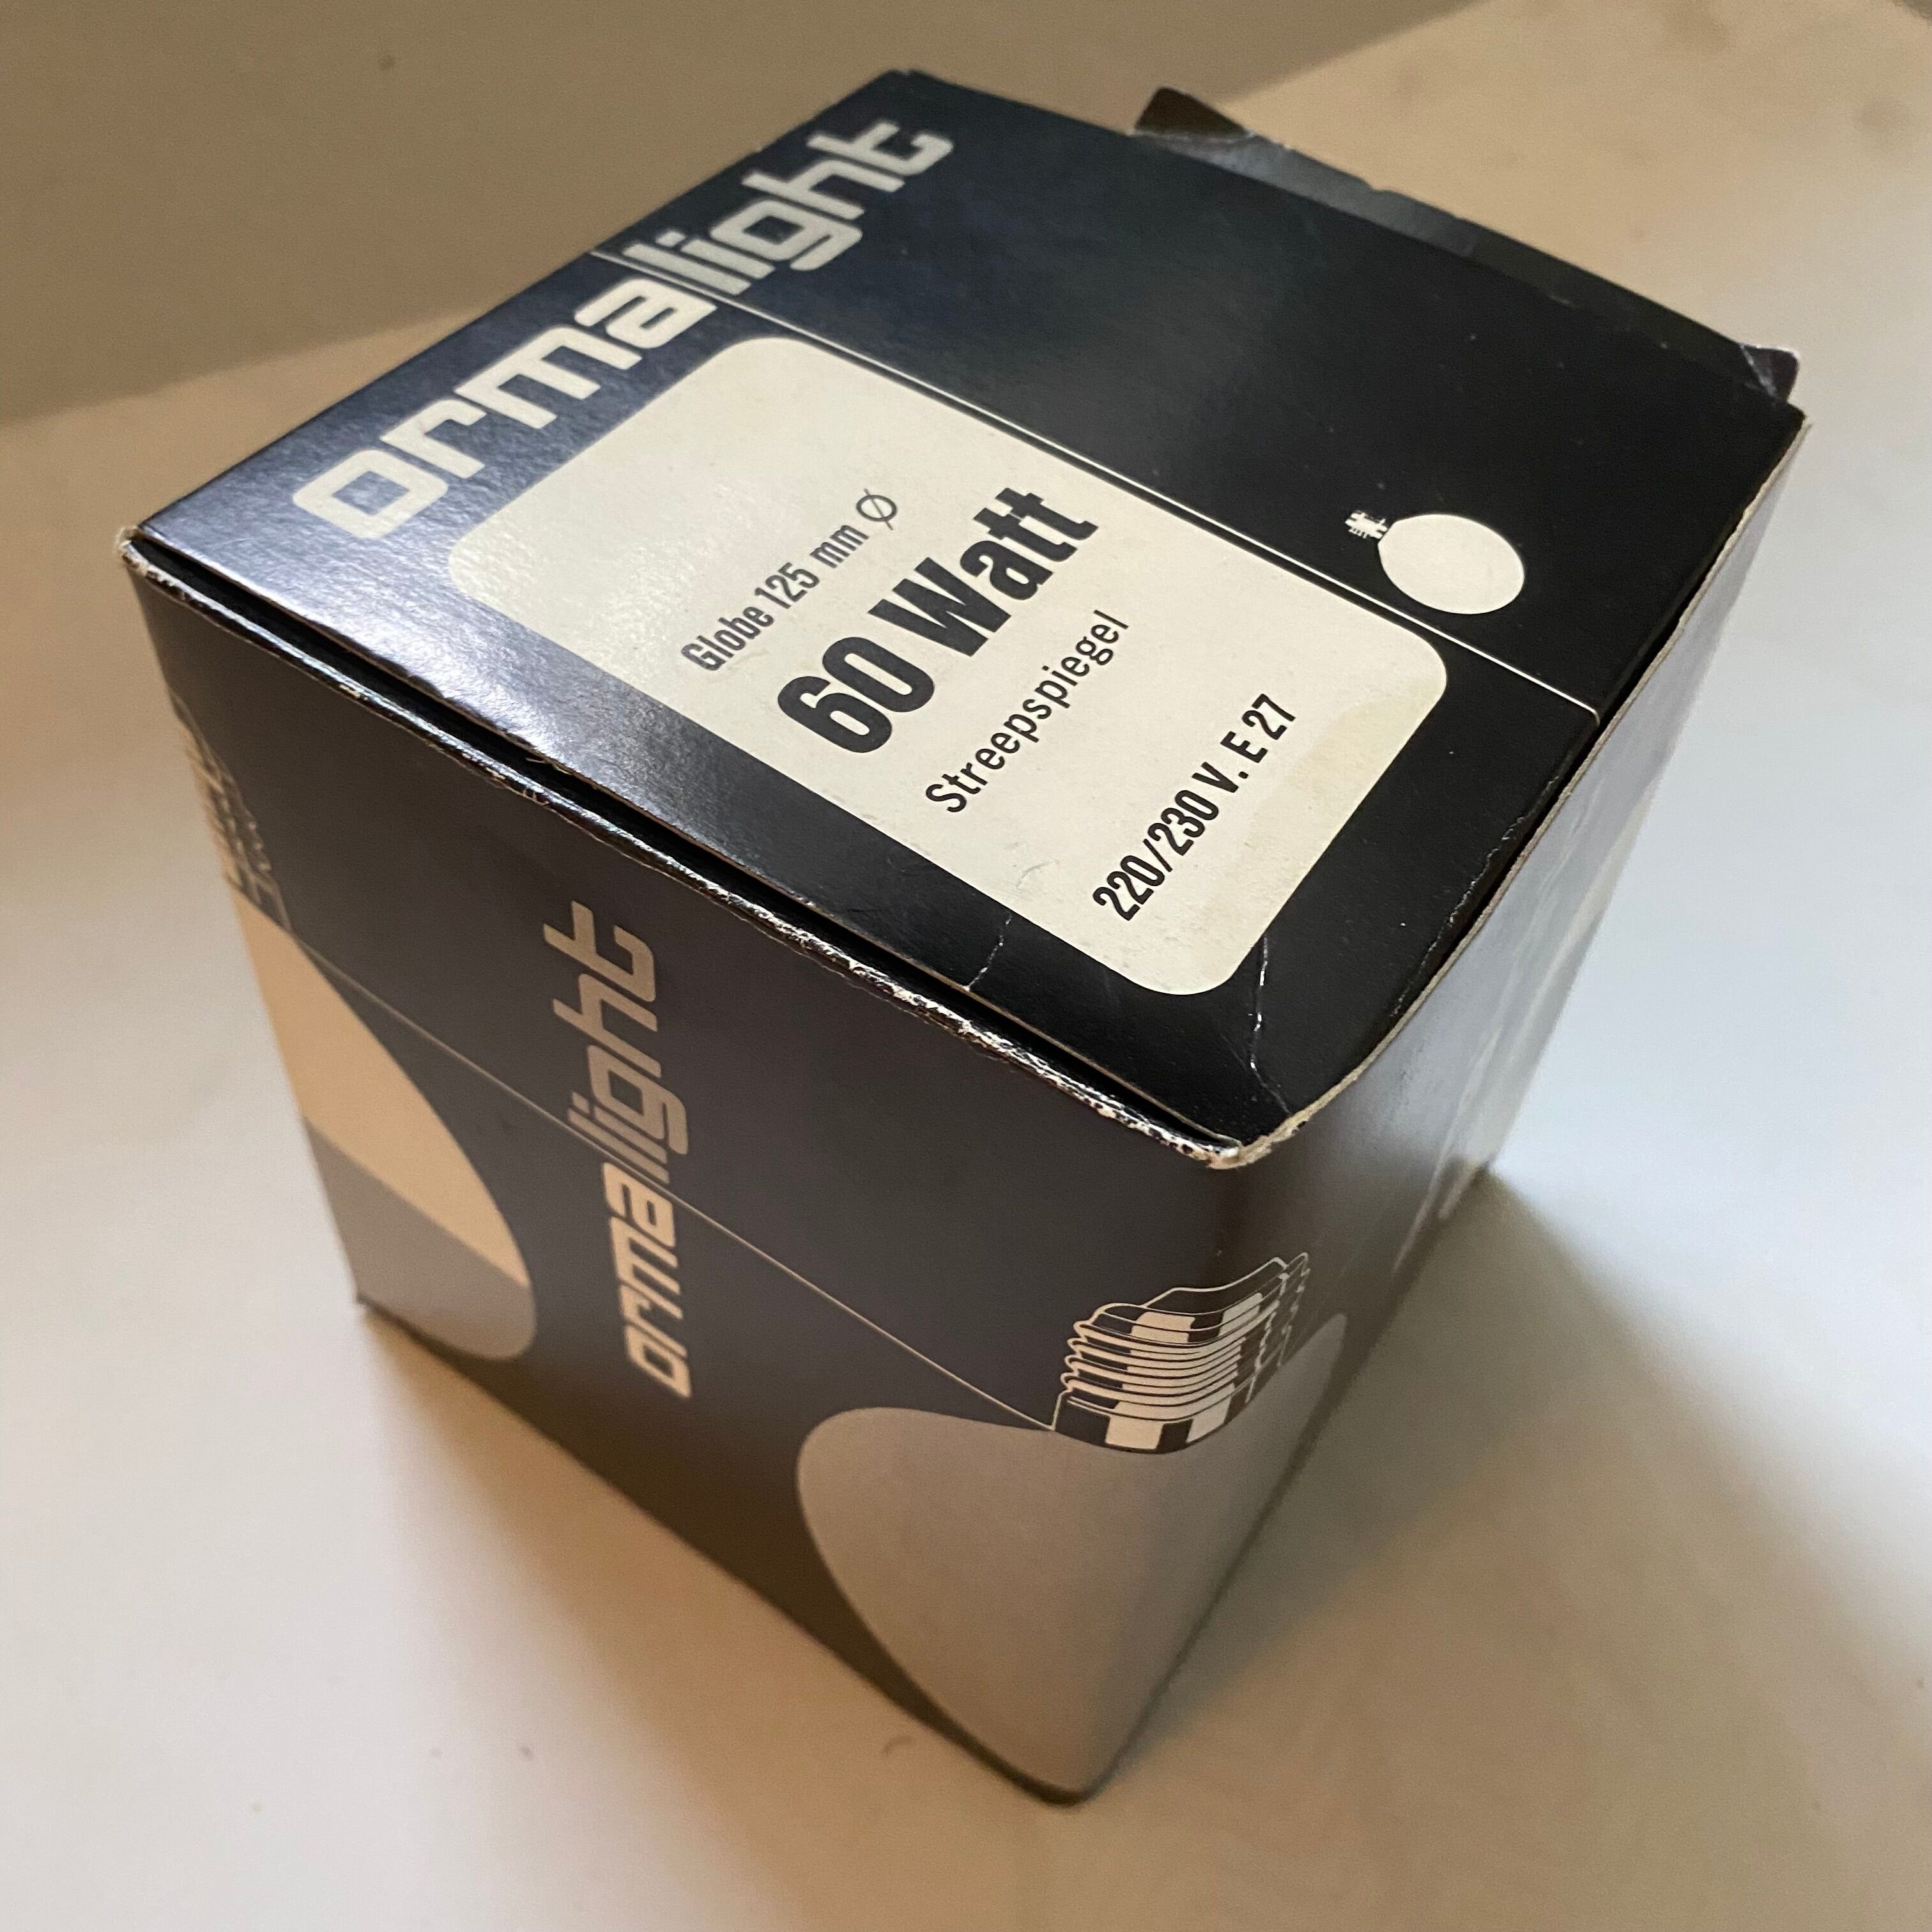 ormalight
Globe 125 mm Ø
60 Watt
Streepspiegel
220/230 V. E 27
ormalight